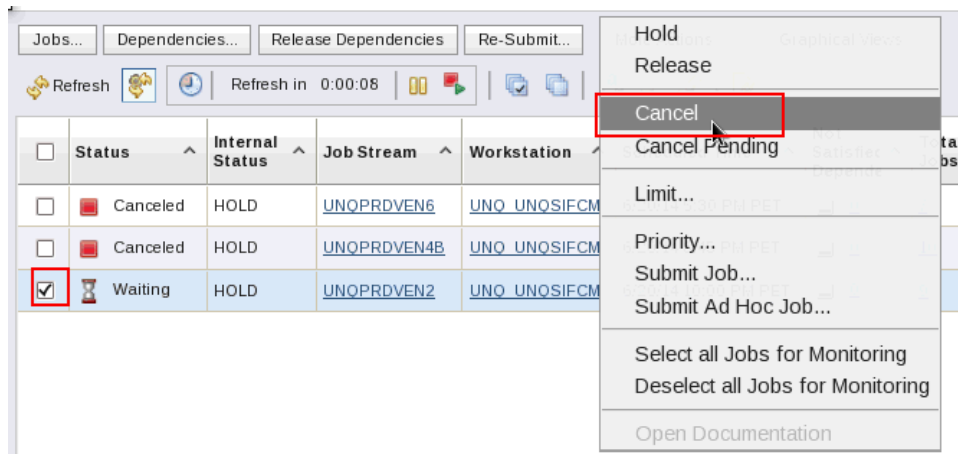 Jobs... Dependencies... Release Dependencies Re-Submit...
Refresh Refresh in 0:00:08
Status Internal Status Job Stream Workstation
Canceled HOLD UNQPRDVEN6 UNQ_UNQSIFCM
Canceled HOLD UNQPRDVEN4B UNQ_UNQSIFCM
Waiting HOLD UNQPRDVEN2 UNQ_UNQSIFCM
Hold
Release
Cancel
Cancel Pending
Limit...
Priority...
Submit Job...
Submit Ad Hoc Job...
Select all Jobs for Monitoring
Deselect all Jobs for Monitoring
Open Documentation